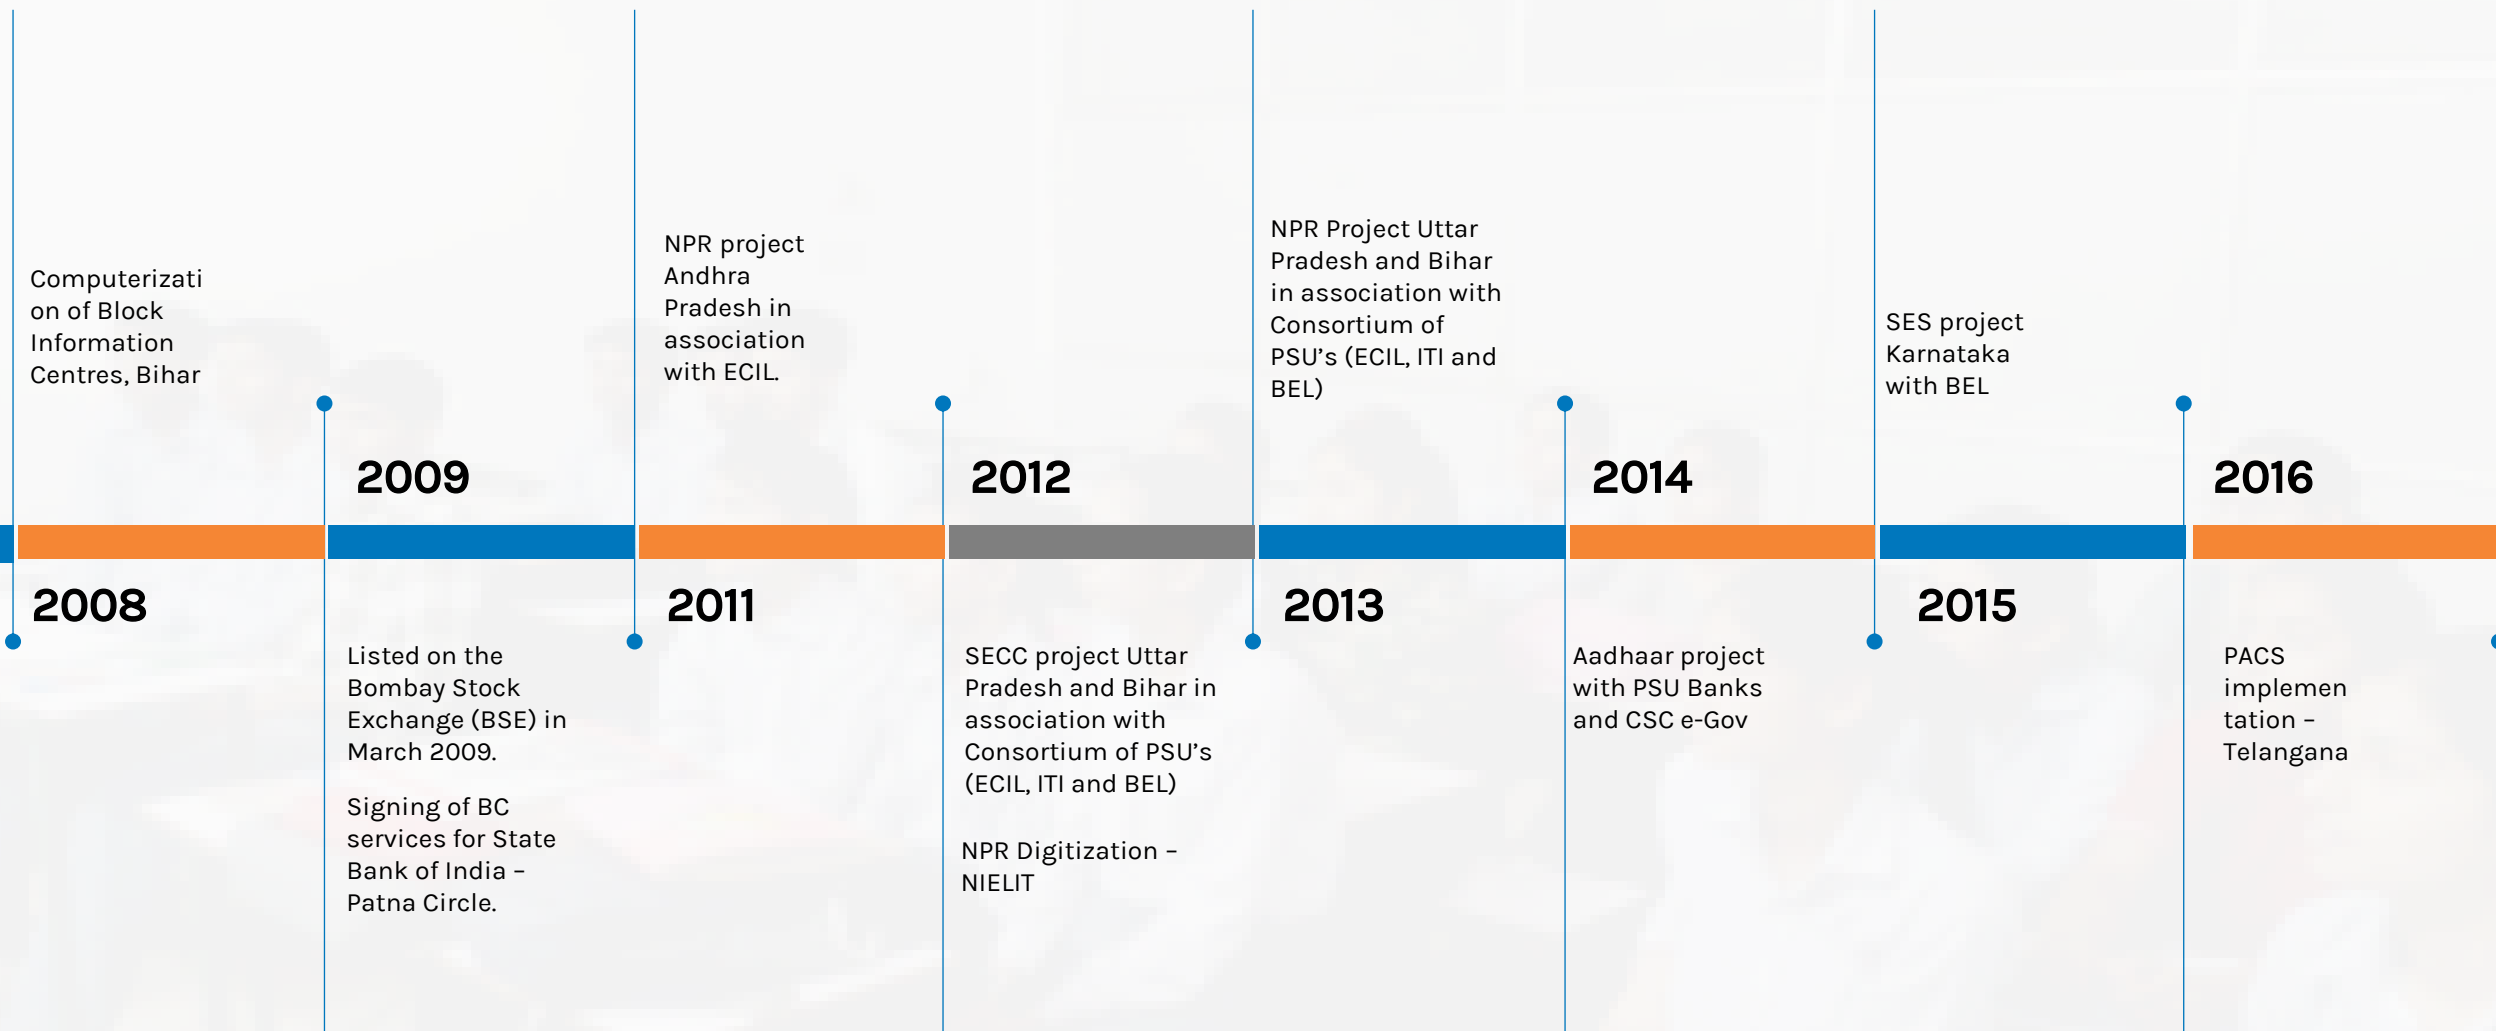 Computerizati
on of Block
Information
Centres, Bihar
2008
2009
Listed on the
Bombay Stock
Exchange (BSE) in
March 2009.
Signing of BC
services for State
Bank of India –
Patna Circle.
NPR project
Andhra
Pradesh in
association
with ECIL.
2011
2012
SECC project Uttar
Pradesh and Bihar in
association with
Consortium of PSU’s
(ECIL, ITI and BEL)
NPR Digitization –
NIELIT
NPR Project Uttar
Pradesh and Bihar
in association with
Consortium of
PSU’s (ECIL, ITI and
BEL)
2013
2014
Aadhaar project
with PSU Banks
and CSC e-Gov
SES project
Karnataka
with BEL
2015
2016
PACS
implemen
tation –
Telangana